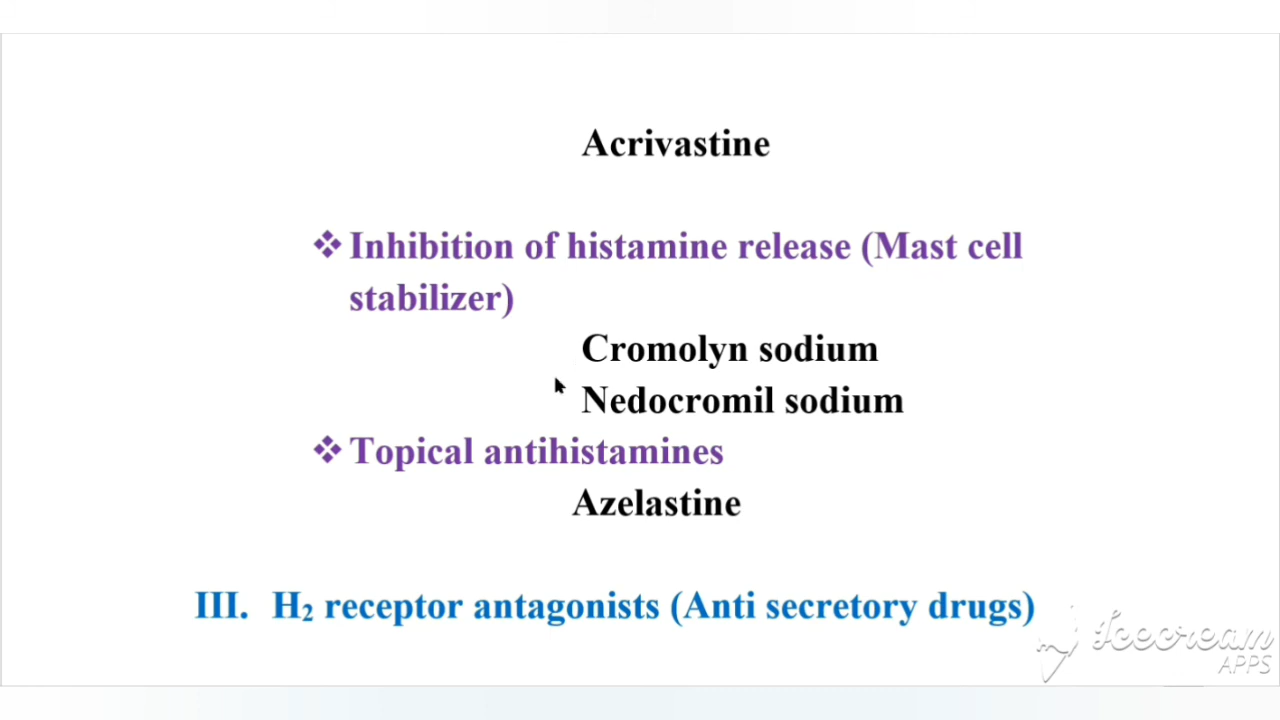 Acrivastine
❖ Inhibition of histamine release (Mast cell
stabilizer)
Cromolyn sodium
Nedocromil sodium
❖ Topical antihistamines
Azelastine
III. H₂ receptor antagonists (Anti secretory drugs)
Icecream
APPS